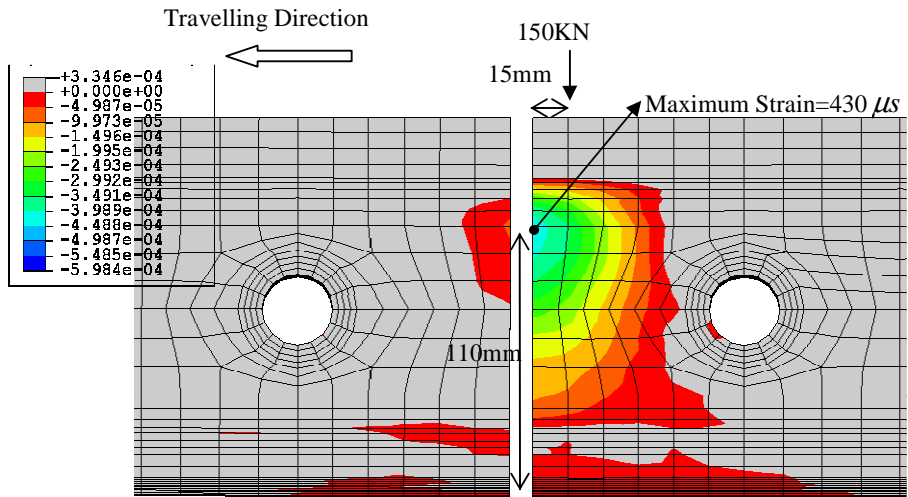 Travelling Direction
150KN
15mm
Maximum Strain=430 μs
+3.346e-04
+0.000e+00
-4.987e-05
-9.973e-05
-1.496e-04
-1.995e-04
-2.493e-04
-2.992e-04
-3.491e-04
-3.989e-04
-4.488e-04
-4.987e-04
-5.485e-04
-5.984e-04
110mm